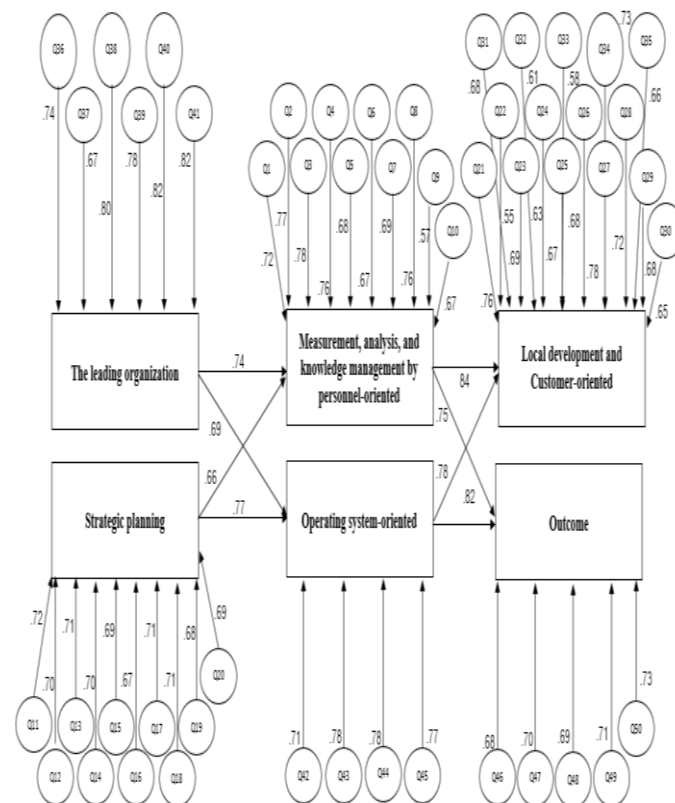 Q36
Q38
Q40
Q37
Q39
Q41
.74
.67
.80
.78
.82
.82
Q2
Q4
Q6
Q8
Q1
Q3
Q5
Q7
Q9
Q10
.77
.72
.78
.76
.68
.67
.69
.76
.57
.67
Q31
Q32
Q33
Q34
.73
Q35
.68
.61
.58
.66
Q22
Q24
Q26
Q28
Q21
Q23
Q25
Q27
Q29
Q30
.76
.55
.69
.63
.67
.68
.78
.72
.68
.65
The leading organization
Measurement, analysis, and
knowledge management by
personnel-oriented
Local development and
Customer-oriented
.74
.69
.66
.77
84
.75
.78
.82
Strategic planning
Operating system-oriented
Outcome
.72
.70
.71
.70
.69
.67
.71
.71
.68
.69
Q11
Q12
Q13
Q14
Q15
Q16
Q17
Q18
Q19
Q20
.71
.78
.78
.77
Q42
Q43
Q44
Q45
.68
.70
.69
.71
.73
Q46
Q47
Q48
Q49
Q50